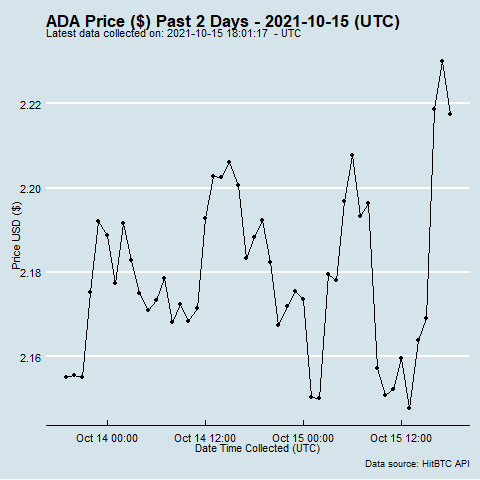 ADA Price ($) Past 2 Days - 2021-10-15 (UTC)
Latest data collected on: 2021-10-15 18:01:17  - UTC
Price USD ($)
2.22
2.20
2.18
2.16
Oct 14 00:00
Oct 14 12:00
Oct 15 00:00
Oct 15 12:00
Date Time Collected (UTC)
Data source: HitBTC API